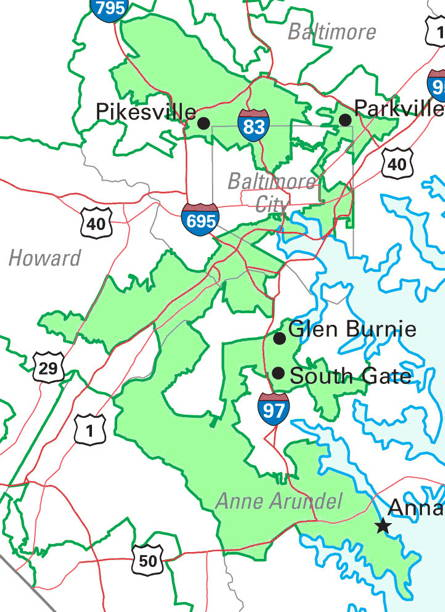 795
Baltimore
1
Pikesville
Parkville
83
40
Baltimore
City
695
40
Howard
Glen Burnie
29
South Gate
97
1
Anne Arundel
50